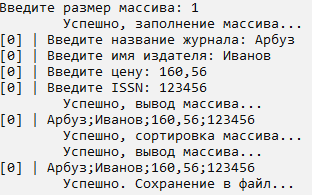 Введите размер массива: 1
Успешно, заполнение массива...
[0] | Введите название журнала: Арбуз
[0] | Введите имя издателя: Иванов
[0] | Введите цену: 160,56
[0] | Введите ISSN: 123456
Успешно, вывод массива...
[0] | Арбуз;Иванов;160,56;123456
Успешно, сортировка массива...
Успешно, вывод массива...
[0] | Арбуз;Иванов;160,56;123456
Успешно. Сохранение в файл...